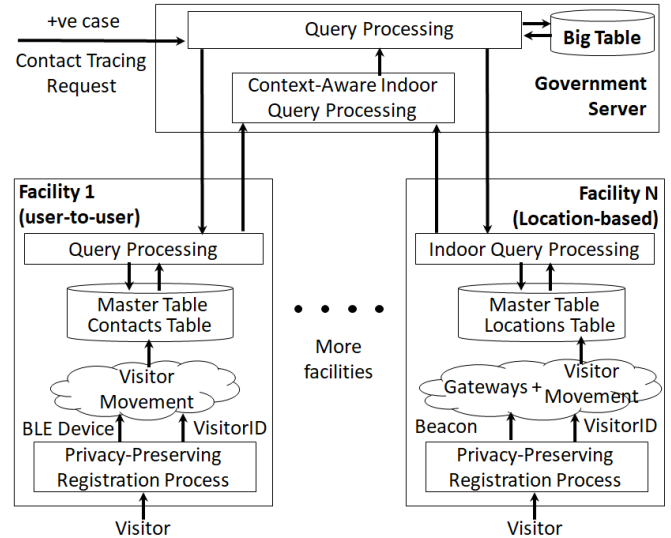 +ve case
Contact Tracing
Request
Query Processing
Big Table
Context-Aware Indoor
Query Processing
Government
Server
Facility 1
(user-to-user)
Query Processing
Master Table
Contacts Table
Visitor
Movement
BLE Device
VisitorID
Privacy-Preserving
Registration Process
Visitor
More
facilities
Facility N
(Location-based)
Indoor Query Processing
Master Table
Locations Table
Gateways +
Visitor
Movement
Beacon
VisitorID
Privacy-Preserving
Registration Process
Visitor